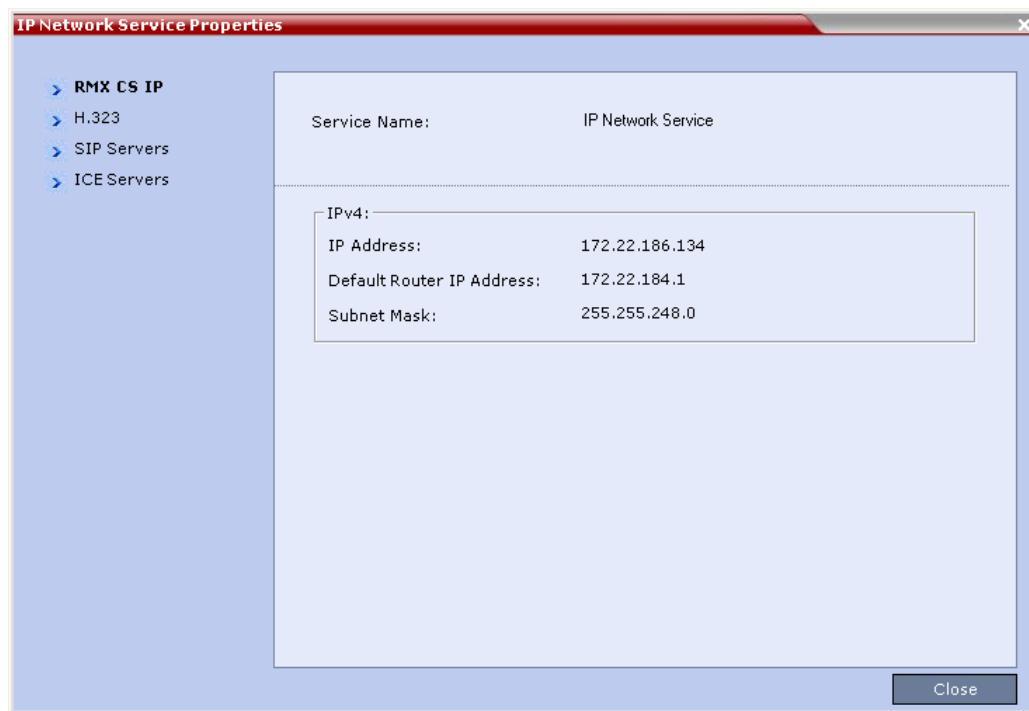 IP Network Service Properties
RMX CS IP
H.323
SIP Servers
ICE Servers
Service Name: IP Network Service
IPv4:
IP Address: 172.22.186.134
Default Router IP Address: 172.22.184.1
Subnet Mask: 255.255.248.0
Close